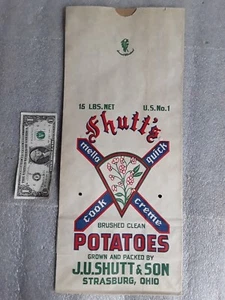 15 LBS. NET U.S. No. 1
Shutt's
mello quick
cook creme
BRUSHED CLEAN
POTATOES
GROWN AND PACKED BY
J.U. SHUTT & SON
STRASBURG, OHIO